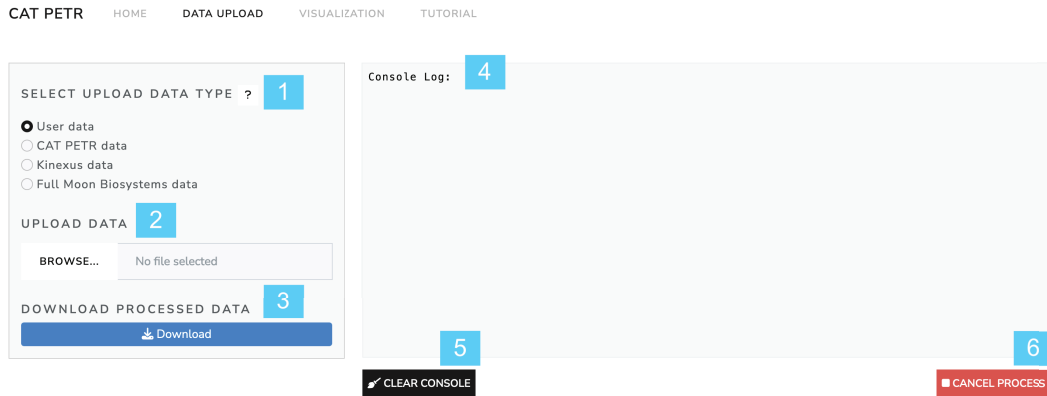 CAT PETR HOME DATA UPLOAD VISUALIZATION TUTORIAL
SELECT UPLOAD DATA TYPE ? 1
User data
CAT PETR data
Kinexus data
Full Moon Biosystems data
UPLOAD DATA 2
BROWSE... No file selected
DOWNLOAD PROCESSED DATA 3
Download
Console Log: 4
5
CLEAR CONSOLE
6
CANCEL PROCESS